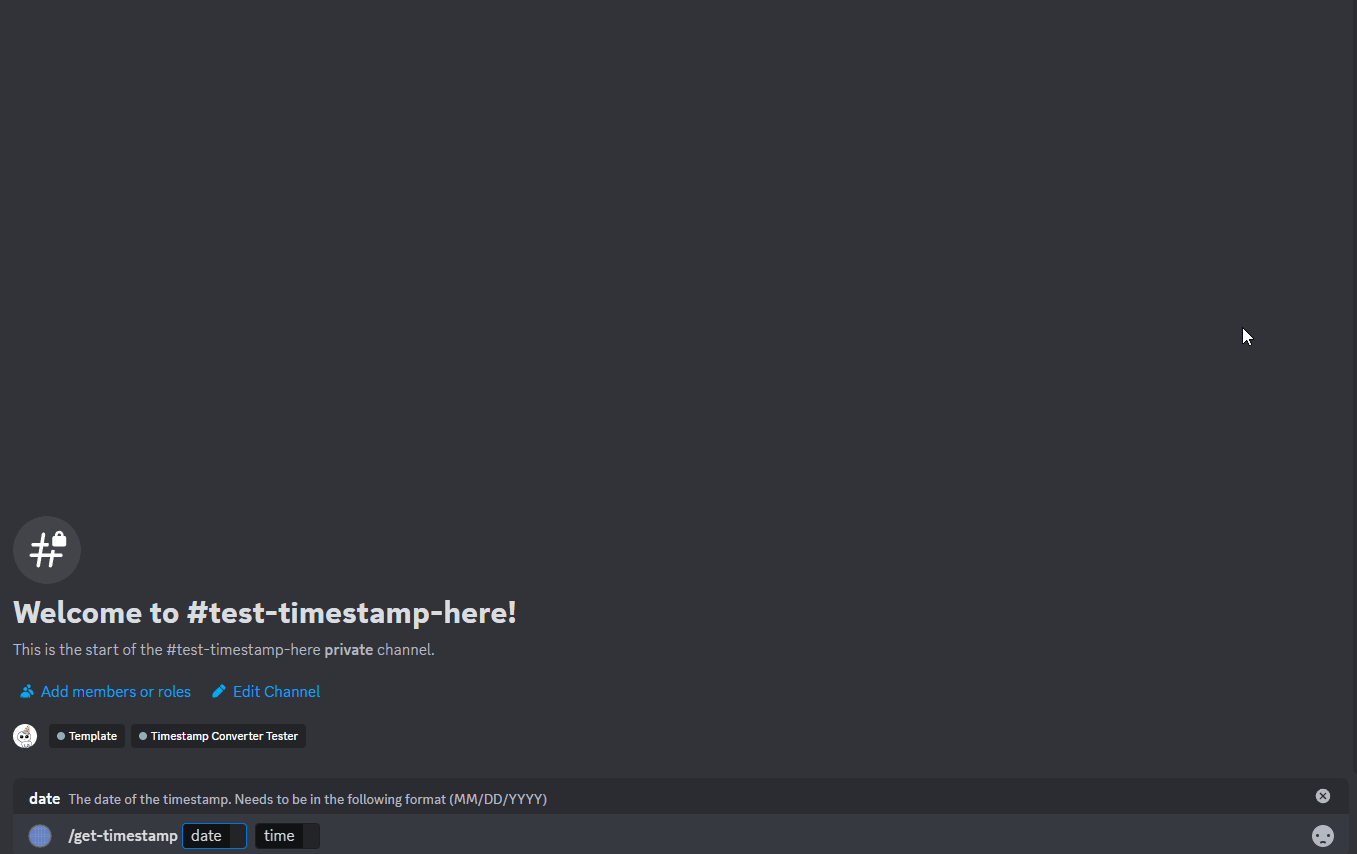 Welcome to #test-timestamp-here!
This is the start of the #test-timestamp-here private channel.
Add members or roles Edit Channel
Template Timestamp Converter Tester
date The date of the timestamp. Needs to be in the following format (MM/DD/YYYY)
/get-timestamp date time